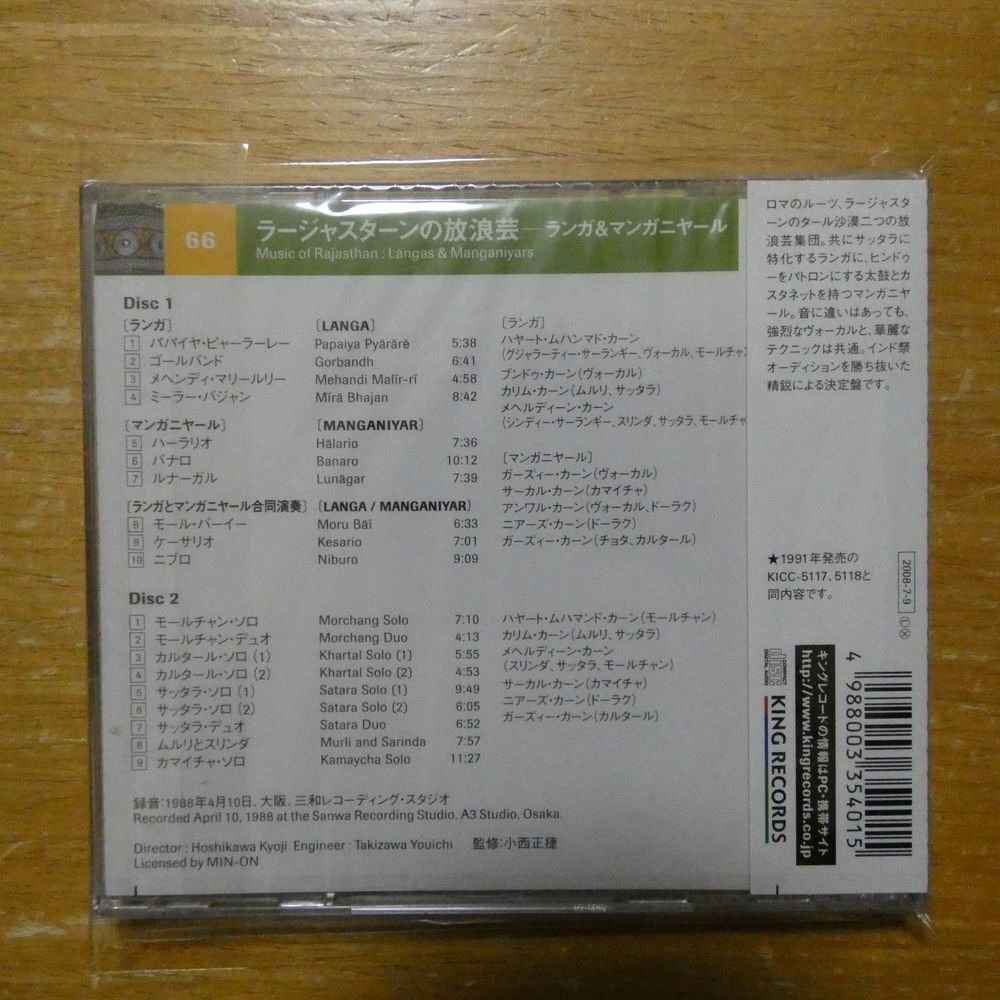 66
ラージャスターンの放浪芸—ランガ&マンガニヤール
Music of Rajasthan : Langas & Manganiyars
Disc 1
[ランガ] [LANGA]
1 パパイヤ・ピャーラーレー Papaiya Pyārārē 5:38
2 ゴールバンド Gorbandh 6:41
3 メヘンディ・マリールリー Mehandi Malīr-rī 4:58
4 ミーラー・バジャン Mīrā Bhajan 8:42
[マンガニヤール] [MANGANIYAR]
5 ハーラリオ Hālario 7:36
6 バナロ Banaro 10:12
7 ルナーガル Lunāgar 7:39
[ランガとマンガニヤール合同演奏] [LANGA / MANGANIYAR]
8 モール・バーイー Moru Bāī 6:33
9 ケーサリオ Kesario 7:01
10 ニブロ Niburo 9:09
[ランガ]
ハヤート・ムハンマド・カーン
(グジャラーティー・サーランギー、ヴォーカル、モールチャン
ブンドゥ・カーン(ヴォーカル)
カリム・カーン(ムルリ、サッタラ)
メヘルディーン・カーン
(シンディー・サーランギー、スリンダ、サッタラ、モールチャ
[マンガニヤール]
ガーズィー・カーン(ヴォーカル)
サーカル・カーン(カマイチャ)
アンワル・カーン(ヴォーカル、ドーラク)
ニアーズ・カーン(ドーラク)
ガーズィー・カーン(チョタ、カルタール)
Disc 2
1 モールチャン・ソロ Morchang Solo 7:10
2 モールチャン・デュオ Morchang Duo 4:13
3 カルタール・ソロ (1) Khartal Solo (1) 5:55
4 カルタール・ソロ (2) Khartal Solo (2) 4:23
5 サッタラ・ソロ (1) Satara Solo (1) 9:49
6 サッタラ・ソロ (2) Satara Solo (2) 6:05
7 サッタラ・デュオ Satara Duo 6:52
8 ムルリとスリンダ Murli and Sarinda 7:57
9 カマイチャ・ソロ Kamaycha Solo 11:27
ハヤート・ムハマンド・カーン(モールチャン)
カリム・カーン(ムルリ、サッタラ)
メヘルディーン・カーン
(スリンダ、サッタラ、モールチャン)
サーカル・カーン(カマイチャ)
ニアーズ・カーン(ドーラク)
ガーズィー・カーン(カルタール)
録音:1988年4月10日、大阪、三和レコーディング・スタジオ
Recorded April 10, 1988 at the Sanwa Recording Studio, A3 Studio, Osaka.
Director : Hoshikawa Kyoji Engineer : Takizawa Youichi 監修:小西正捷
Licensed by MIN-ON
ロマのルーツ、ラージャスタ
ーンのタール沙漠二つの放
浪芸集団。共にサッタラに
特化するランガに、ヒンドゥ
ーをパトロンにする太鼓とカ
スタネットを持つマンガニヤ
ール。音に違いはあっても、
強烈なヴォーカルと、華麗な
テクニックは共通。インド祭
オーディションを勝ち抜いた
精鋭による決定盤です。
★1991年発売の
KICC-5117、5118と
同内容です。
2008-7-9
COMPACT disc DIGITAL AUDIO
KING RECORDS
キングレコードの情報はPC・携帯サイト
http://www.kingrecords.co.jp
4 988003 354015